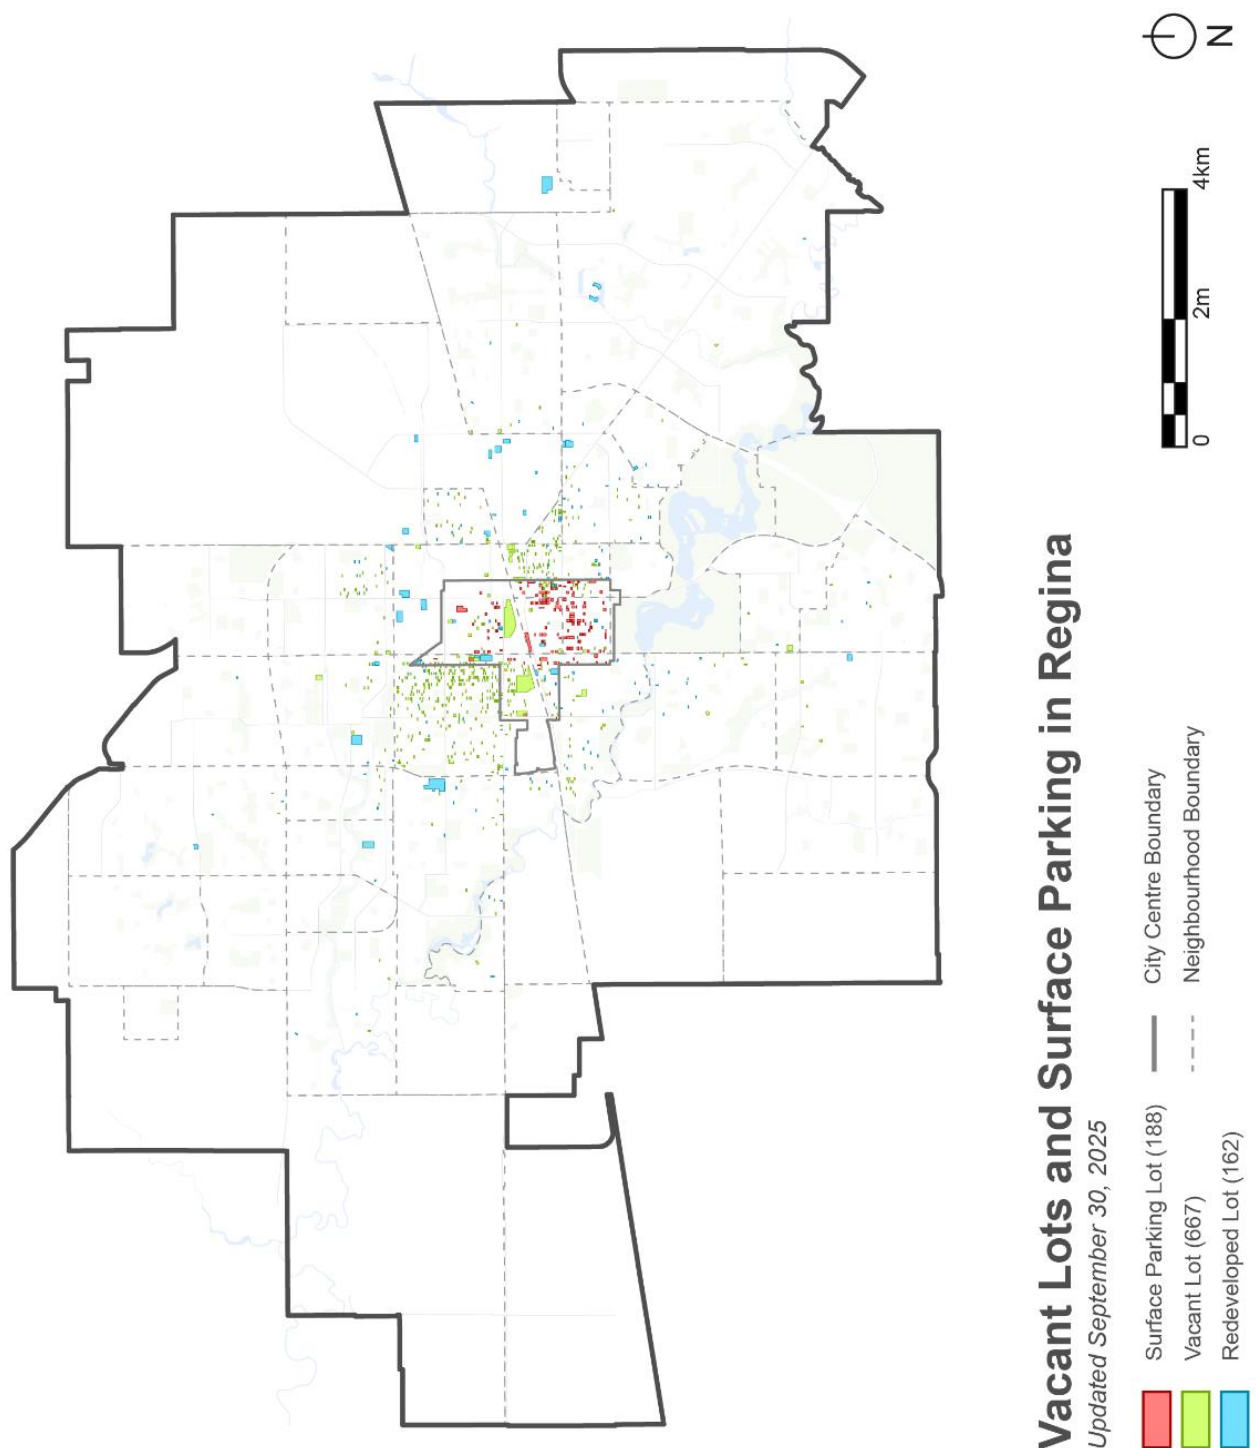 Vacant Lots and Surface Parking in Regina
Updated September 30, 2025
Surface Parking Lot (188)
Vacant Lot (667)
Redeveloped Lot (162)
City Centre Boundary
Neighbourhood Boundary
0 2m 4km
N